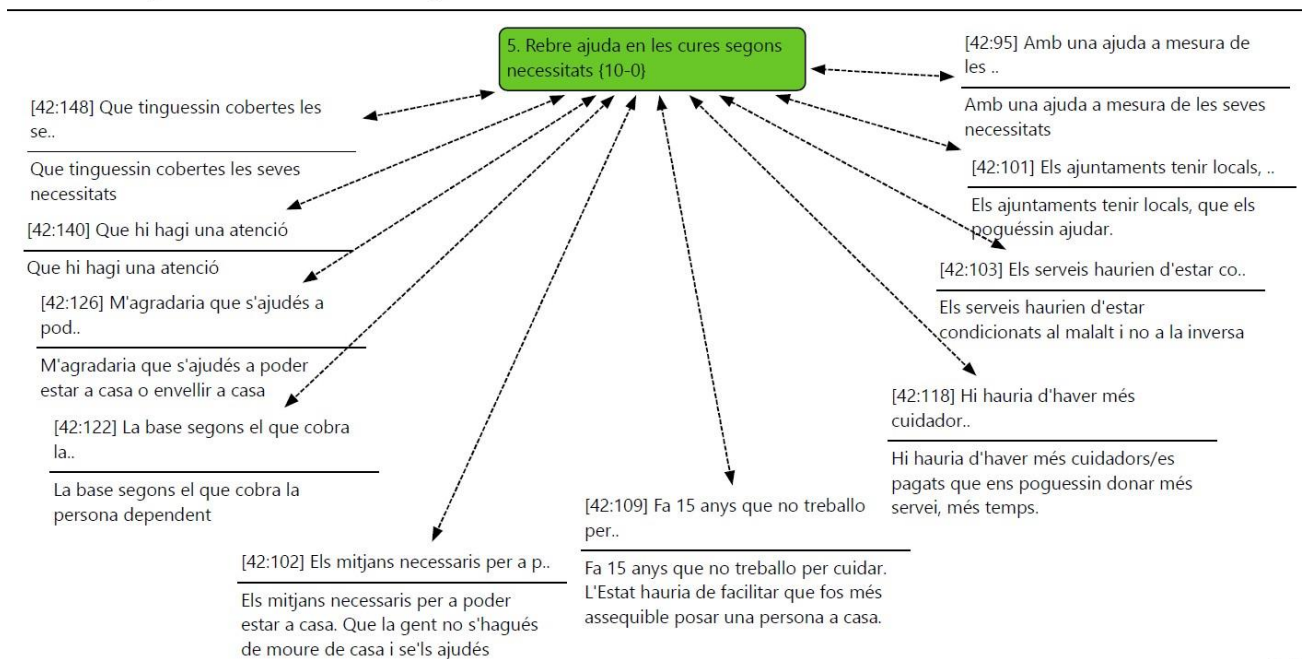 5. Rebre ajuda en les cures segons
necessitats {10-0}
[42:95] Amb una ajuda a mesura de
les ..
Amb una ajuda a mesura de les seves
necessitats
[42:148] Que tinguessin cobertes les
se..
Que tinguessin cobertes les seves
necessitats
[42:101] Els ajuntaments tenir locals, ..
Els ajuntaments tenir locals, que els
poguéssin ajudar.
[42:140] Que hi hagi una atenció
Que hi hagi una atenció
[42:103] Els serveis haurien d'estar co..
Els serveis haurien d'estar
condicionats al malalt i no a la inversa
[42:126] M'agradaria que s'ajudés a
pod..
M'agradaria que s'ajudés a poder
estar a casa o envellir a casa
[42:118] Hi hauria d'haver més
cuidador..
Hi hauria d'haver més cuidadors/es
pagats que ens poguessin donar més
servei, més temps.
[42:122] La base segons el que cobra
la..
La base segons el que cobra la
persona dependent
[42:109] Fa 15 anys que no treballo
per..
Fa 15 anys que no treballo per cuidar.
L'Estat hauria de facilitar que fos més
assequible posar una persona a casa.
[42:102] Els mitjans necessaris per a p..
Els mitjans necessaris per a poder
estar a casa. Que la gent no s'hagués
de moure de casa i se'ls ajudés